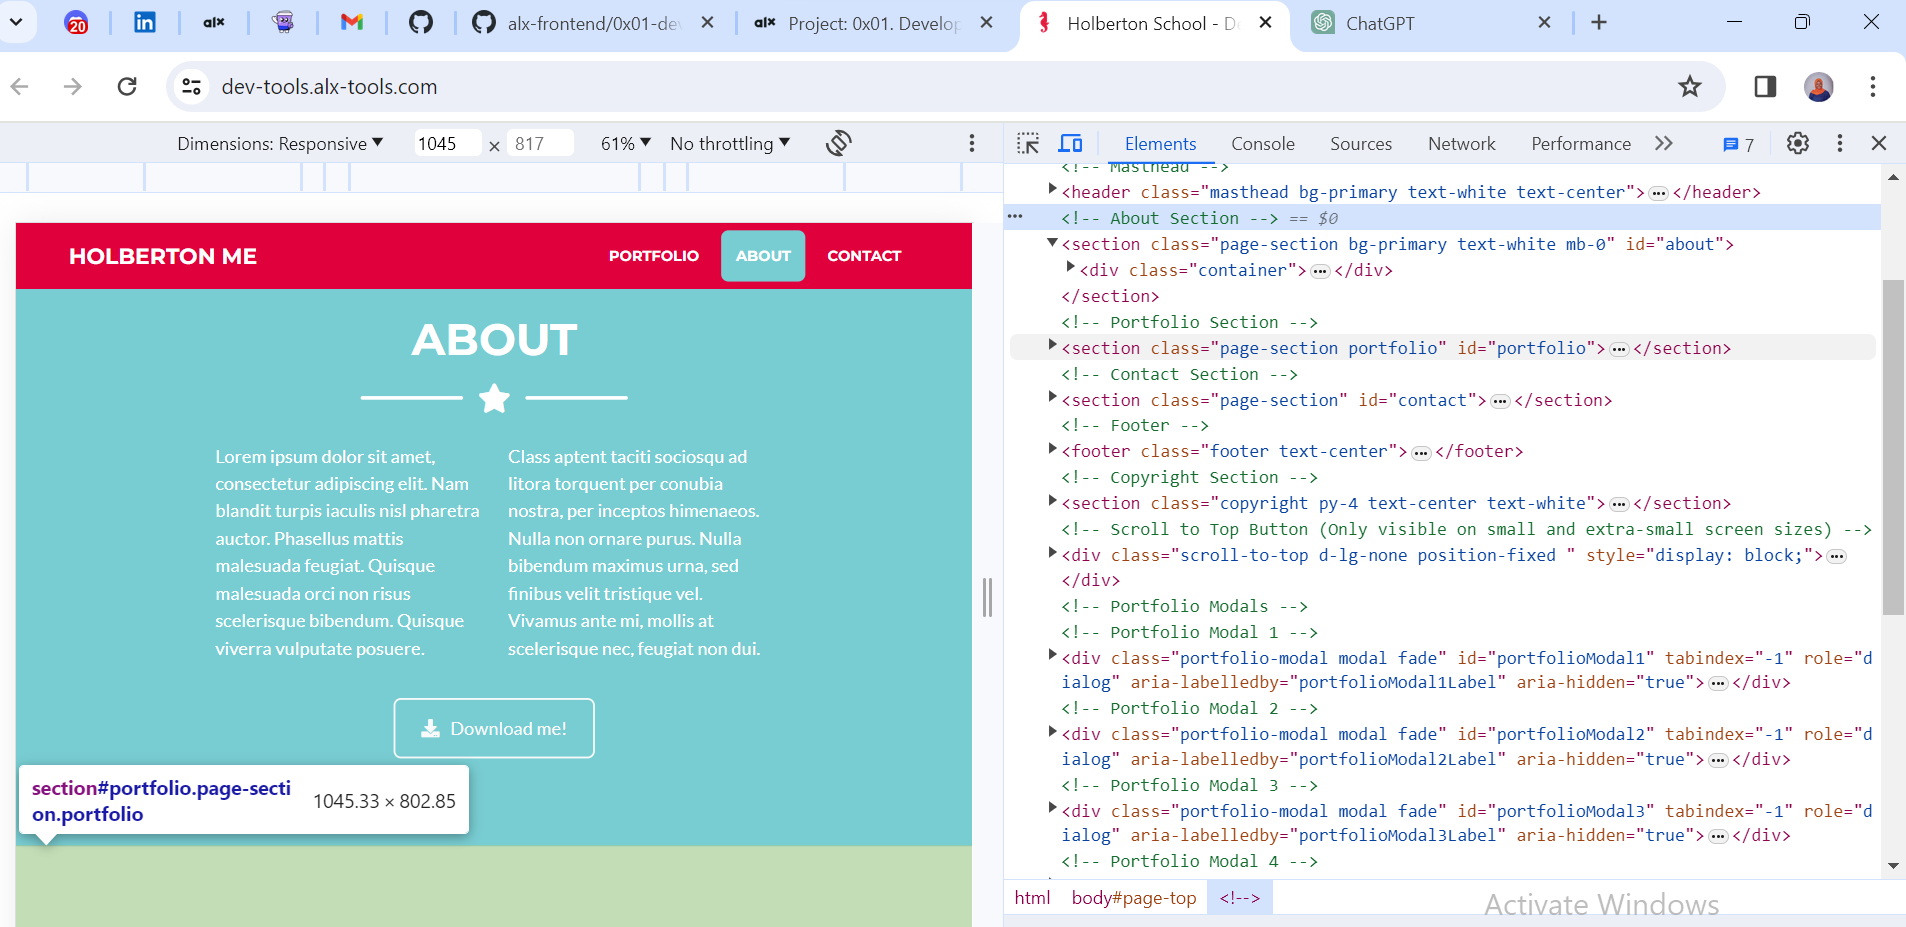 20
alx
alx-frontend/0x01-dev
alx
Project: 0x01. Develop
Holberton School - De
ChatGPT
dev-tools.alx-tools.com
Dimensions: Responsive
1045
×
817
61%
No throttling
Elements
Console
Sources
Network
Performance
7
HOLBERTON ME
PORTFOLIO
ABOUT
CONTACT
ABOUT
Lorem ipsum dolor sit amet,
consectetur adipiscing elit. Nam
blandit turpis iaculis nisl pharetra
auctor. Phasellus mattis
malesuada feugiat. Quisque
malesuada orci non risus
scelerisque bibendum. Quisque
viverra vulputate posuere.
Class aptent taciti sociosqu ad
litora torquent per conubia
nostra, per inceptos himenaeos.
Nulla non ornare purus. Nulla
bibendum maximus urna, sed
finibus velit tristique vel.
Vivamus ante mi, mollis at
scelerisque nec, feugiat non dui.
Download me!
section#portfolio.page-secti
on.portfolio
1045.33 × 802.85
<!-- Masthead -->
<header class="masthead bg-primary text-white text-center">…</header>
<!-- About Section --> == $0
<section class="page-section bg-primary text-white mb-0" id="about">
<div class="container">…</div>
</section>
<!-- Portfolio Section -->
<section class="page-section portfolio" id="portfolio">…</section>
<!-- Contact Section -->
<section class="page-section" id="contact">…</section>
<!-- Footer -->
<footer class="footer text-center">…</footer>
<!-- Copyright Section -->
<section class="copyright py-4 text-center text-white">…</section>
<!-- Scroll to Top Button (Only visible on small and extra-small screen sizes) -->
<div class="scroll-to-top d-lg-none position-fixed " style="display: block;">…
</div>
<!-- Portfolio Modals -->
<!-- Portfolio Modal 1 -->
<div class="portfolio-modal modal fade" id="portfolioModal1" tabindex="-1" role="d
ialog" aria-labelledby="portfolioModal1Label" aria-hidden="true">…</div>
<!-- Portfolio Modal 2 -->
<div class="portfolio-modal modal fade" id="portfolioModal2" tabindex="-1" role="d
ialog" aria-labelledby="portfolioModal2Label" aria-hidden="true">…</div>
<!-- Portfolio Modal 3 -->
<div class="portfolio-modal modal fade" id="portfolioModal3" tabindex="-1" role="d
ialog" aria-labelledby="portfolioModal3Label" aria-hidden="true">…</div>
<!-- Portfolio Modal 4 -->
html
body#page-top
<!-->
Activate Windows